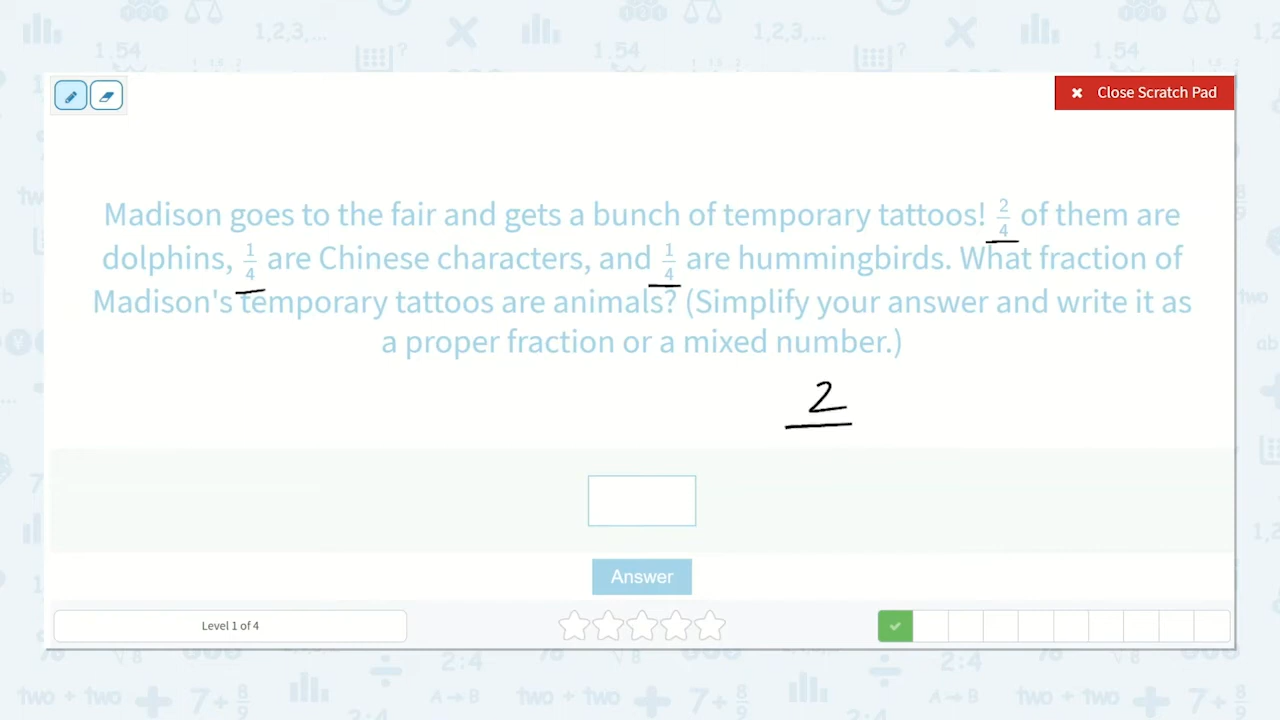 Close Scratch Pad
Madison goes to the fair and gets a bunch of temporary tattoos! 2/4 of them are
dolphins, 1/4 are Chinese characters, and 1/4 are hummingbirds. What fraction of
Madison's temporary tattoos are animals? (Simplify your answer and write it as
a proper fraction or a mixed number.)
2
Answer
Level 1 of 4